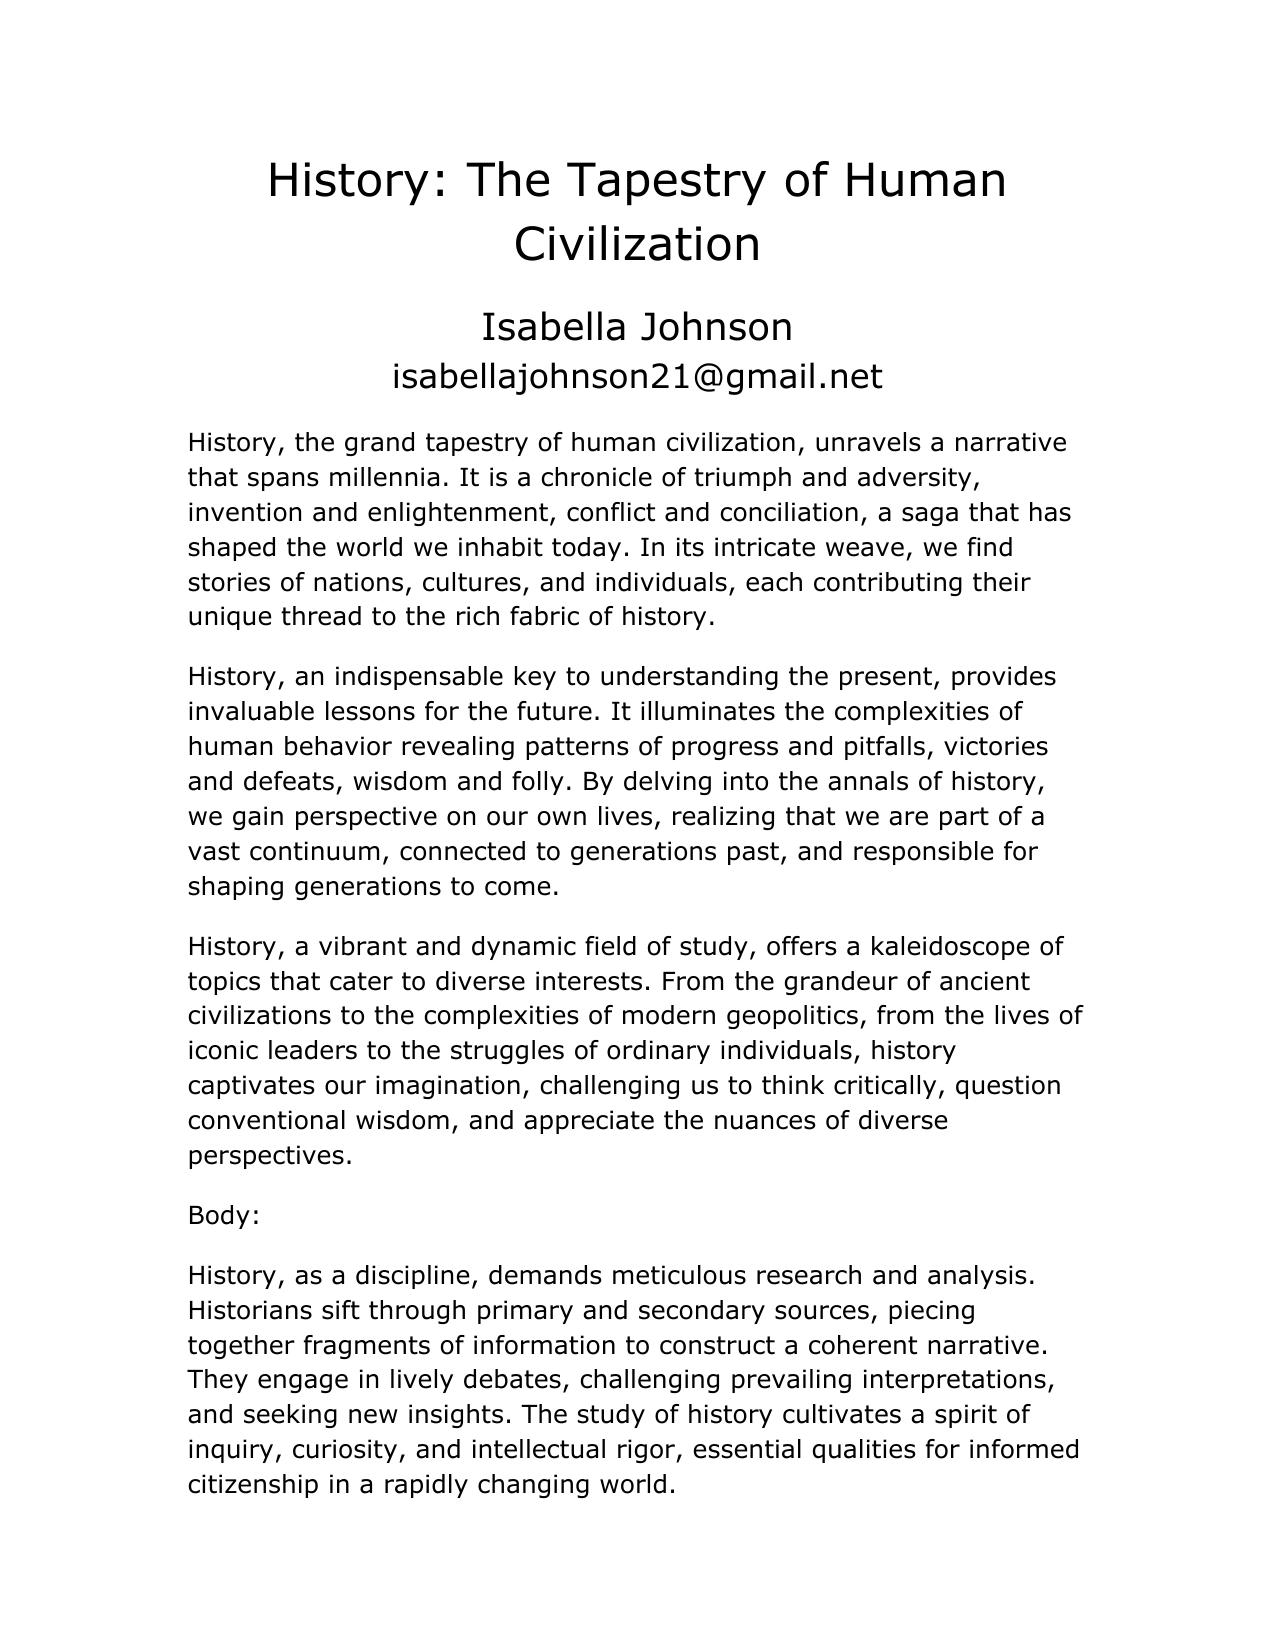 History: The Tapestry of Human
Civilization
Isabella Johnson
isabellajohnson21@gmail.net
History, the grand tapestry of human civilization, unravels a narrative
that spans millennia. It is a chronicle of triumph and adversity,
invention and enlightenment, conflict and conciliation, a saga that has
shaped the world we inhabit today. In its intricate weave, we find
stories of nations, cultures, and individuals, each contributing their
unique thread to the rich fabric of history.
History, an indispensable key to understanding the present, provides
invaluable lessons for the future. It illuminates the complexities of
human behavior revealing patterns of progress and pitfalls, victories
and defeats, wisdom and folly. By delving into the annals of history,
we gain perspective on our own lives, realizing that we are part of a
vast continuum, connected to generations past, and responsible for
shaping generations to come.
History, a vibrant and dynamic field of study, offers a kaleidoscope of
topics that cater to diverse interests. From the grandeur of ancient
civilizations to the complexities of modern geopolitics, from the lives of
iconic leaders to the struggles of ordinary individuals, history
captivates our imagination, challenging us to think critically, question
conventional wisdom, and appreciate the nuances of diverse
perspectives.
Body:
History, as a discipline, demands meticulous research and analysis.
Historians sift through primary and secondary sources, piecing
together fragments of information to construct a coherent narrative.
They engage in lively debates, challenging prevailing interpretations,
and seeking new insights. The study of history cultivates a spirit of
inquiry, curiosity, and intellectual rigor, essential qualities for informed
citizenship in a rapidly changing world.